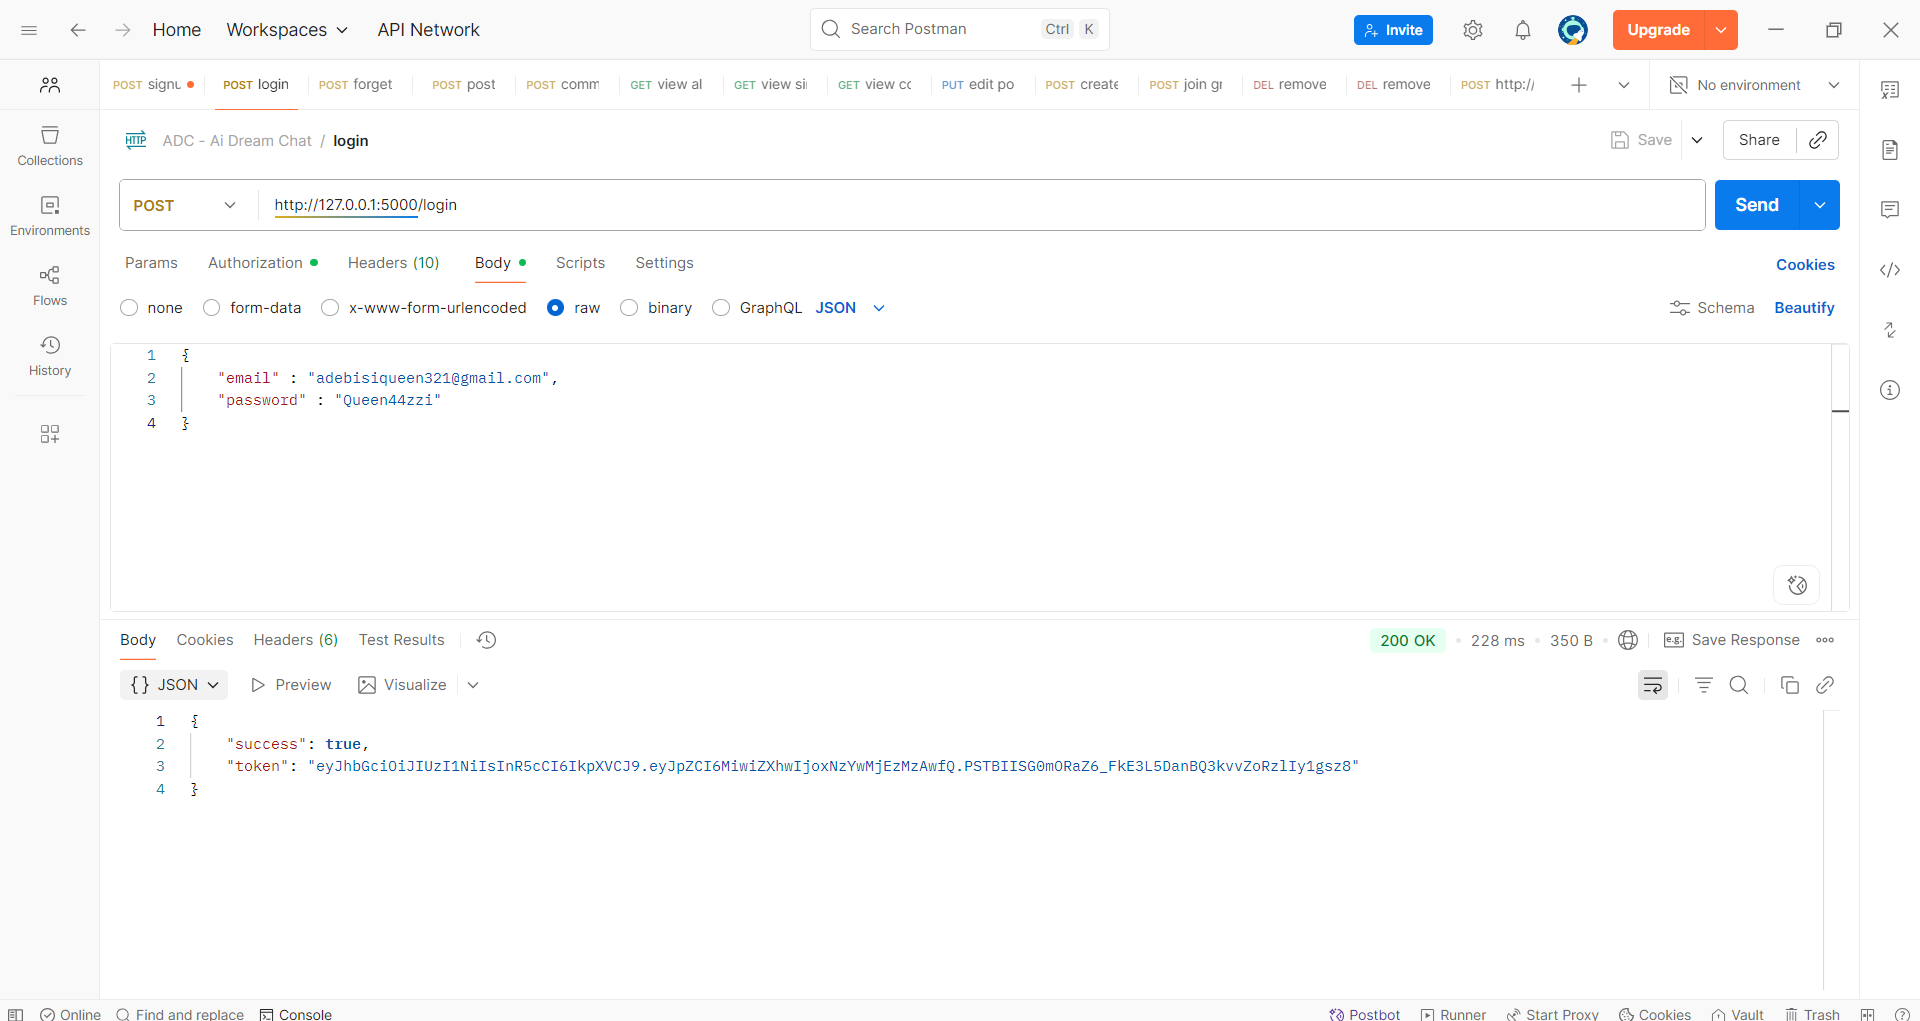 Home Workspaces API Network Search Postman Ctrl K Invite Upgrade
POST signu POST login POST forget POST post POST comm GET view al GET view si GET view co PUT edit po POST create POST join gr DEL remove DEL remove POST http:// No environment
Collections
Environments
Flows
History
HTTP ADC - Ai Dream Chat / login Save Share
POST http://127.0.0.1:5000/login Send
Params Authorization Headers (10) Body Scripts Settings Cookies
none form-data x-www-form-urlencoded raw binary GraphQL JSON Schema Beautify
1 {
2 "email" : "adebisiqueen321@gmail.com",
3 "password" : "Queen44zzi"
4 }
Body Cookies Headers (6) Test Results 200 OK 228 ms 350 B e.g. Save Response
{} JSON Preview Visualize
1 {
2 "success": true,
3 "token": "eyJhbGciOiJIUzI1NiIsInR5cCI6IkpXVCJ9.eyJpZCI6MiwiZXhwIjoxNzYwMjEzMzAwfQ.PSTBIISG0mORaZ6_FkE3L5DanBQ3kvvZoRzlIy1gsz8"
4 }
Online Find and replace Console Postbot Runner Start Proxy Cookies Vault Trash